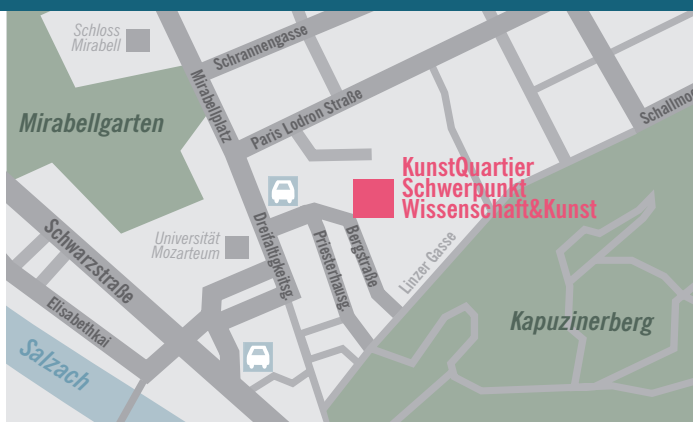 Schloss
Mirabell
Schrannengasse
Mirabellplatz
Mirabellgarten
Paris Lodron Straße
KunstQuartier
Schwerpunkt
Wissenschaft&Kunst
Schwarzstraße
Universität
Mozarteum
Dreifaltigkeitsg.
Priesterhausg.
Bergstraße
Linzer Gasse
Elisabethkai
Salzach
Kapuzinerberg